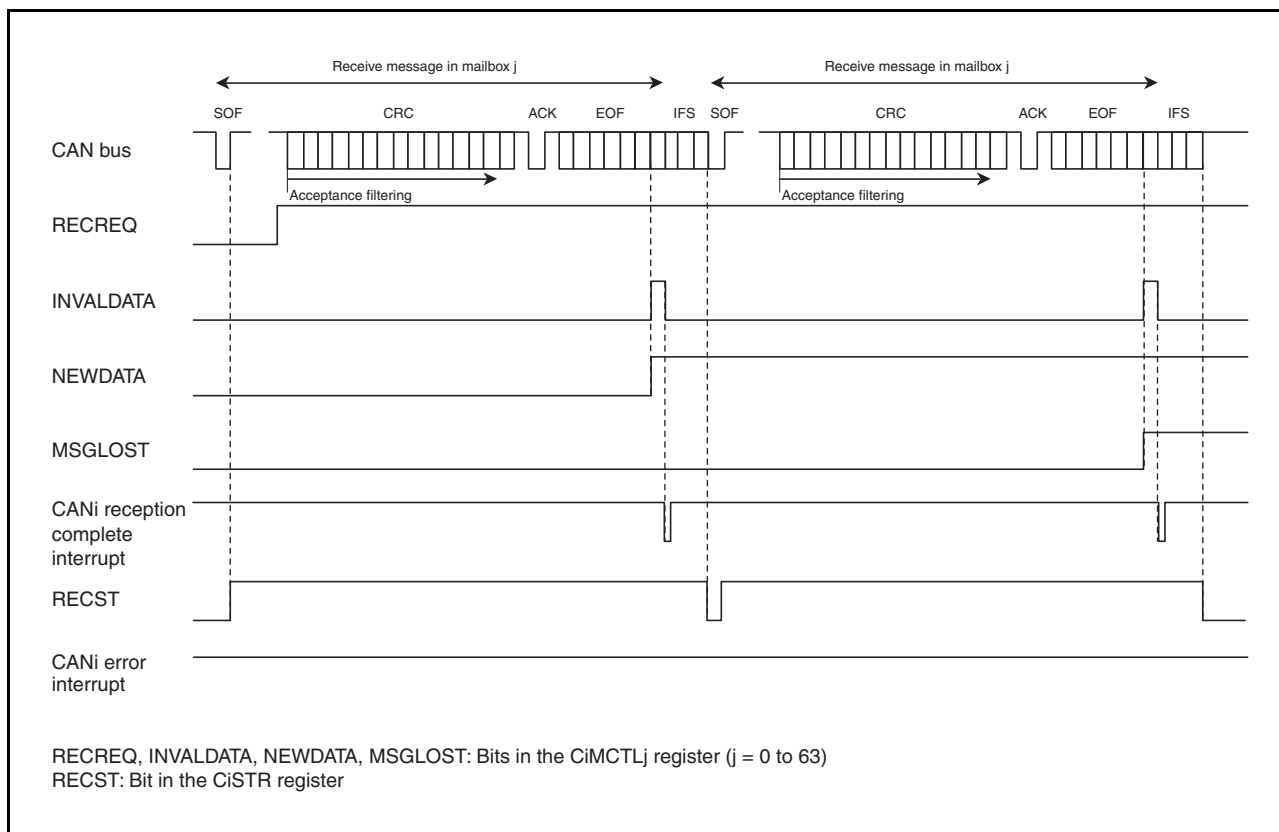 Receive message in mailbox j
Receive message in mailbox j
SOF CRC ACK EOF IFS SOF CRC ACK EOF IFS
CAN bus
Acceptance filtering
Acceptance filtering
RECREQ
INVALDATA
NEWDATA
MSGLOST
CANi reception
complete
interrupt
RECST
CANi error
interrupt
RECREQ, INVALDATA, NEWDATA, MSGLOST: Bits in the CiMCTLj register (j = 0 to 63)
RECST: Bit in the CiSTR register